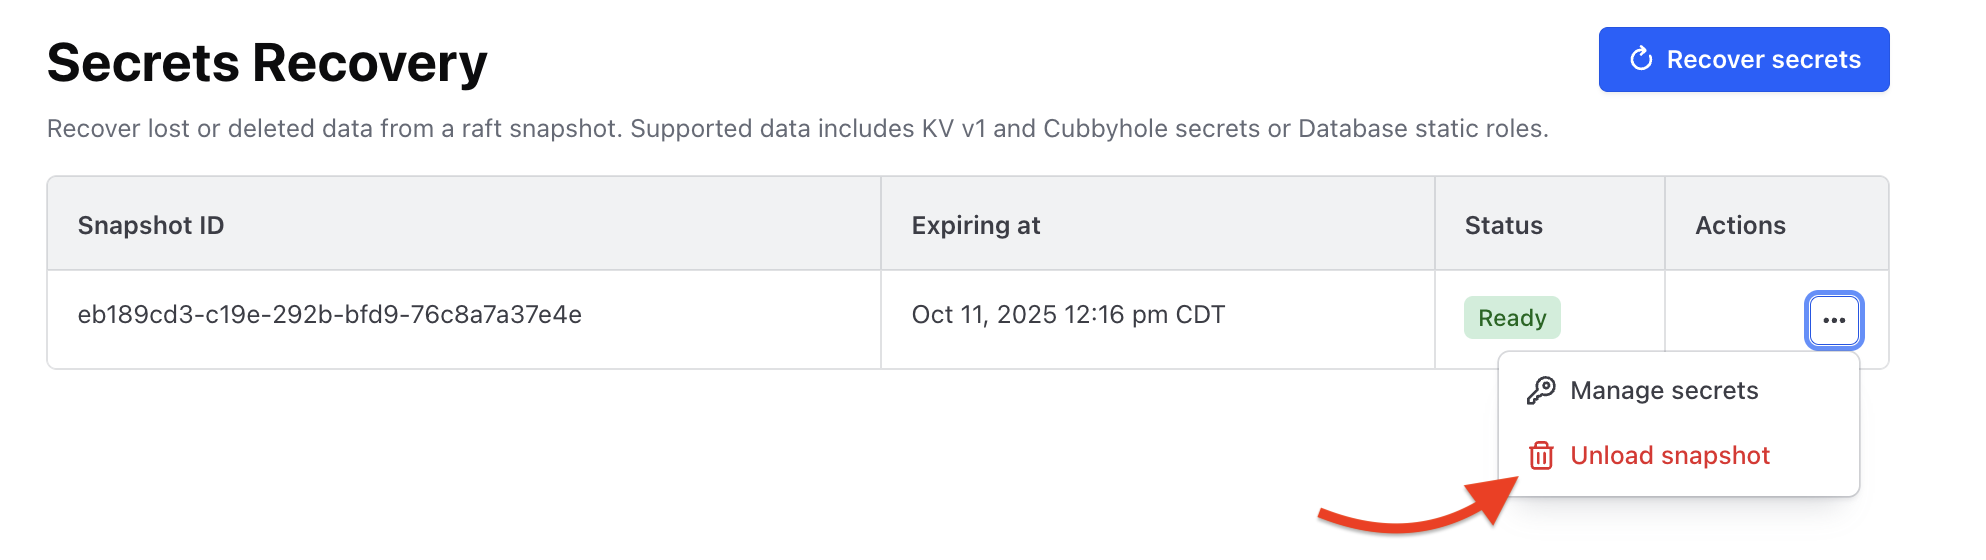 Secrets Recovery
Recover secrets
Recover lost or deleted data from a raft snapshot. Supported data includes KV v1 and Cubbyhole secrets or Database static roles.
Snapshot ID Expiring at Status Actions
eb189cd3-c19e-292b-bfd9-76c8a7a37e4e Oct 11, 2025 12:16 pm CDT Ready
Manage secrets
Unload snapshot